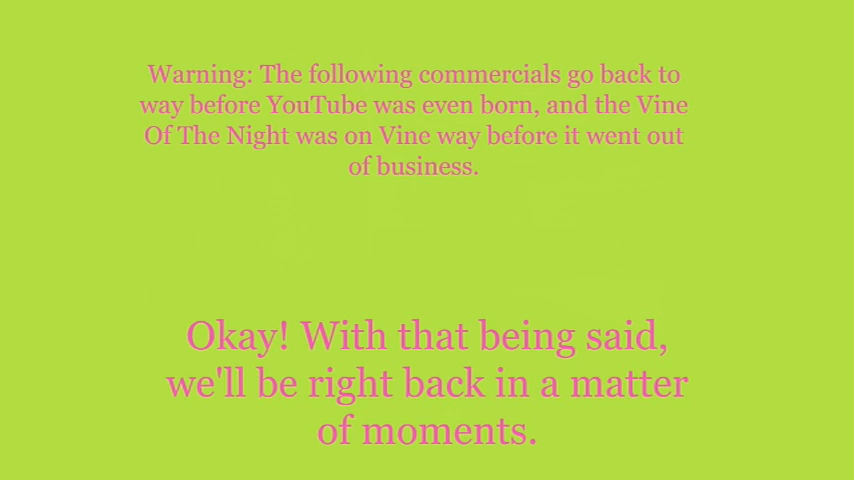 Warning: The following commercials go back to
way before YouTube was even born, and the Vine
Of The Night was on Vine way before it went out
of business.
Okay! With that being said,
we'll be right back in a matter
of moments.